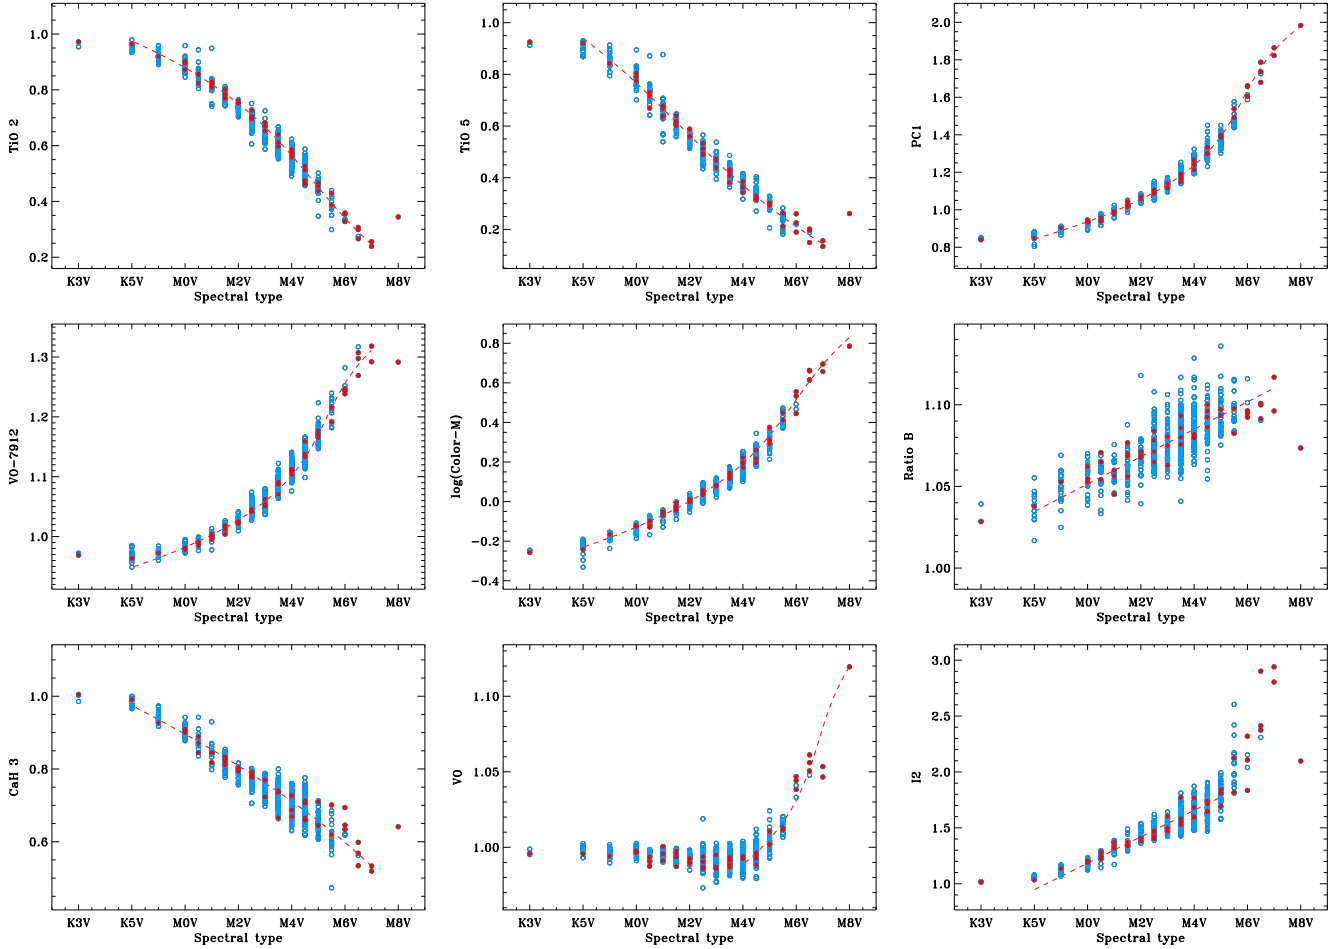 1.0
0.8
0.6
0.4
0.2
TiO 2
K3V K5V M0V M2V M4V M6V M8V
Spectral type
1.0
0.8
0.6
0.4
0.2
TiO 5
K3V K5V M0V M2V M4V M6V M8V
Spectral type
2.0
1.8
1.6
1.4
1.2
1.0
0.8
PC1
K3V K5V M0V M2V M4V M6V M8V
Spectral type
1.3
1.2
1.1
1.0
VO-7912
K3V K5V M0V M2V M4V M6V M8V
Spectral type
0.8
0.6
0.4
0.2
0.0
-0.2
-0.4
log(Color-M)
K3V K5V M0V M2V M4V M6V M8V
Spectral type
1.10
1.05
1.00
Ratio B
K3V K5V M0V M2V M4V M6V M8V
Spectral type
1.0
0.8
0.6
CaH 3
K3V K5V M0V M2V M4V M6V M8V
Spectral type
1.10
1.05
1.00
VO
K3V K5V M0V M2V M4V M6V M8V
Spectral type
3.0
2.5
2.0
1.5
1.0
I2
K3V K5V M0V M2V M4V M6V M8V
Spectral type